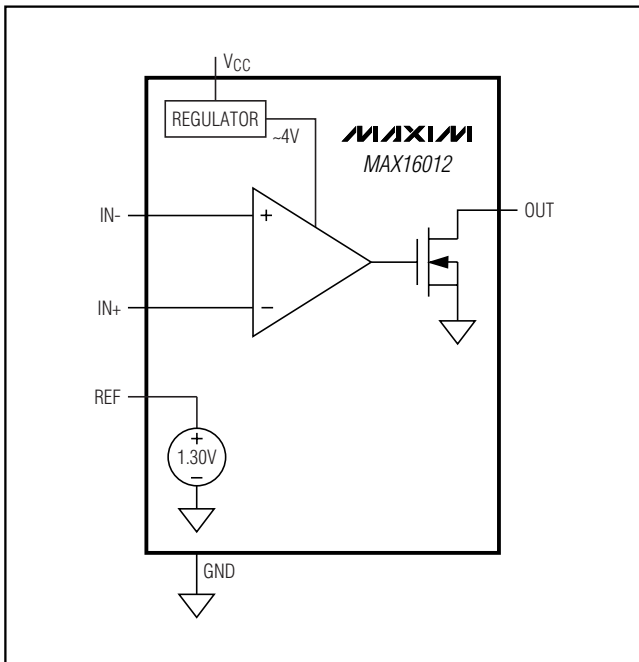 VCC
REGULATOR
~4V
MAXIM
MAX16012
IN-
+
OUT
IN+
−
REF
+
1.30V
−
GND